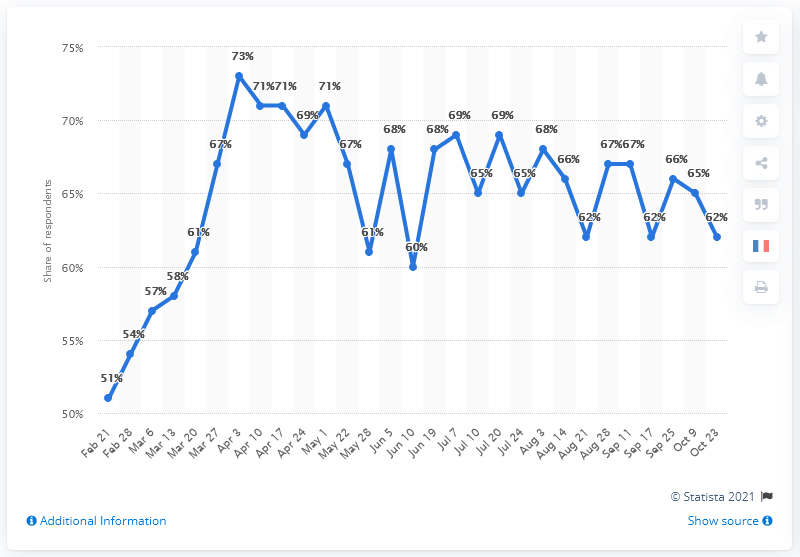 75%
70%
65%
60%
55%
50%
Share of respondents
51%
54%
57%
58%
61%
67%
73%
71%
71%
69%
71%
67%
61%
68%
60%
68%
69%
65%
69%
65%
68%
66%
62%
67%
67%
62%
66%
65%
62%
Feb 21
Feb 28
Mar 6
Mar 13
Mar 20
Mar 27
Apr 3
Apr 10
Apr 17
Apr 24
May 1
May 22
May 28
Jun 5
Jun 10
Jun 19
Jul 7
Jul 10
Jul 20
Jul 24
Aug 3
Aug 14
Aug 21
Aug 28
Sep 11
Sep 17
Sep 25
Oct 9
Oct 23
© Statista 2021
Additional Information
Show source